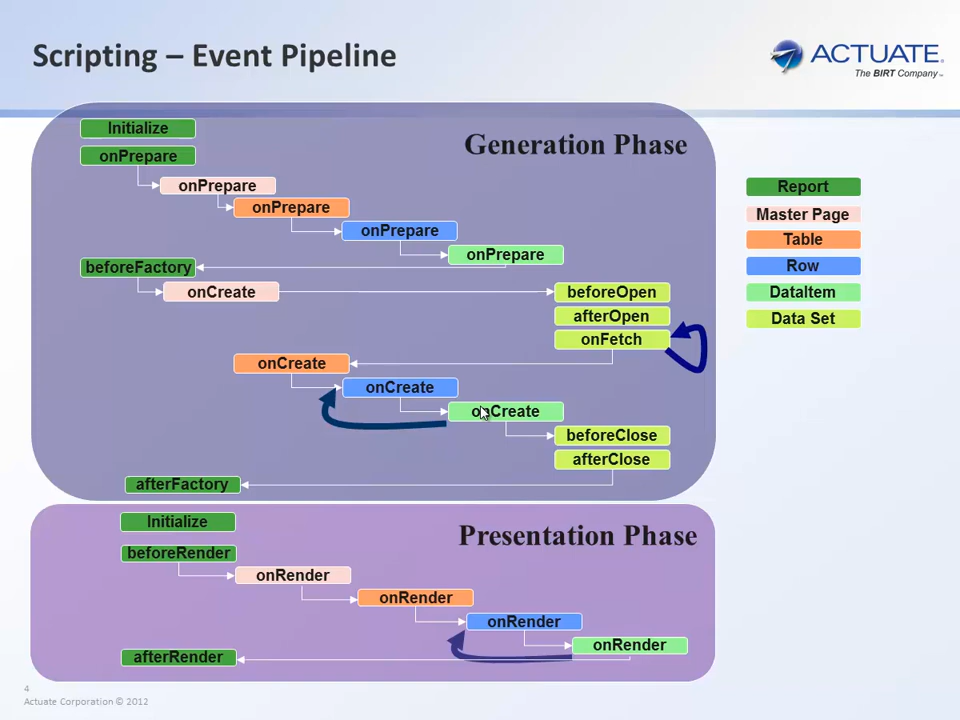 Scripting – Event Pipeline
ACTUATE.
The BIRT Company™
Generation Phase
Initialize
onPrepare
onPrepare
onPrepare
onPrepare
onPrepare
beforeFactory
onCreate
beforeOpen
afterOpen
onFetch
onCreate
onCreate
onCreate
beforeClose
afterClose
afterFactory
Report
Master Page
Table
Row
DataItem
Data Set
Presentation Phase
Initialize
beforeRender
onRender
onRender
onRender
onRender
afterRender
4
Actuate Corporation © 2012